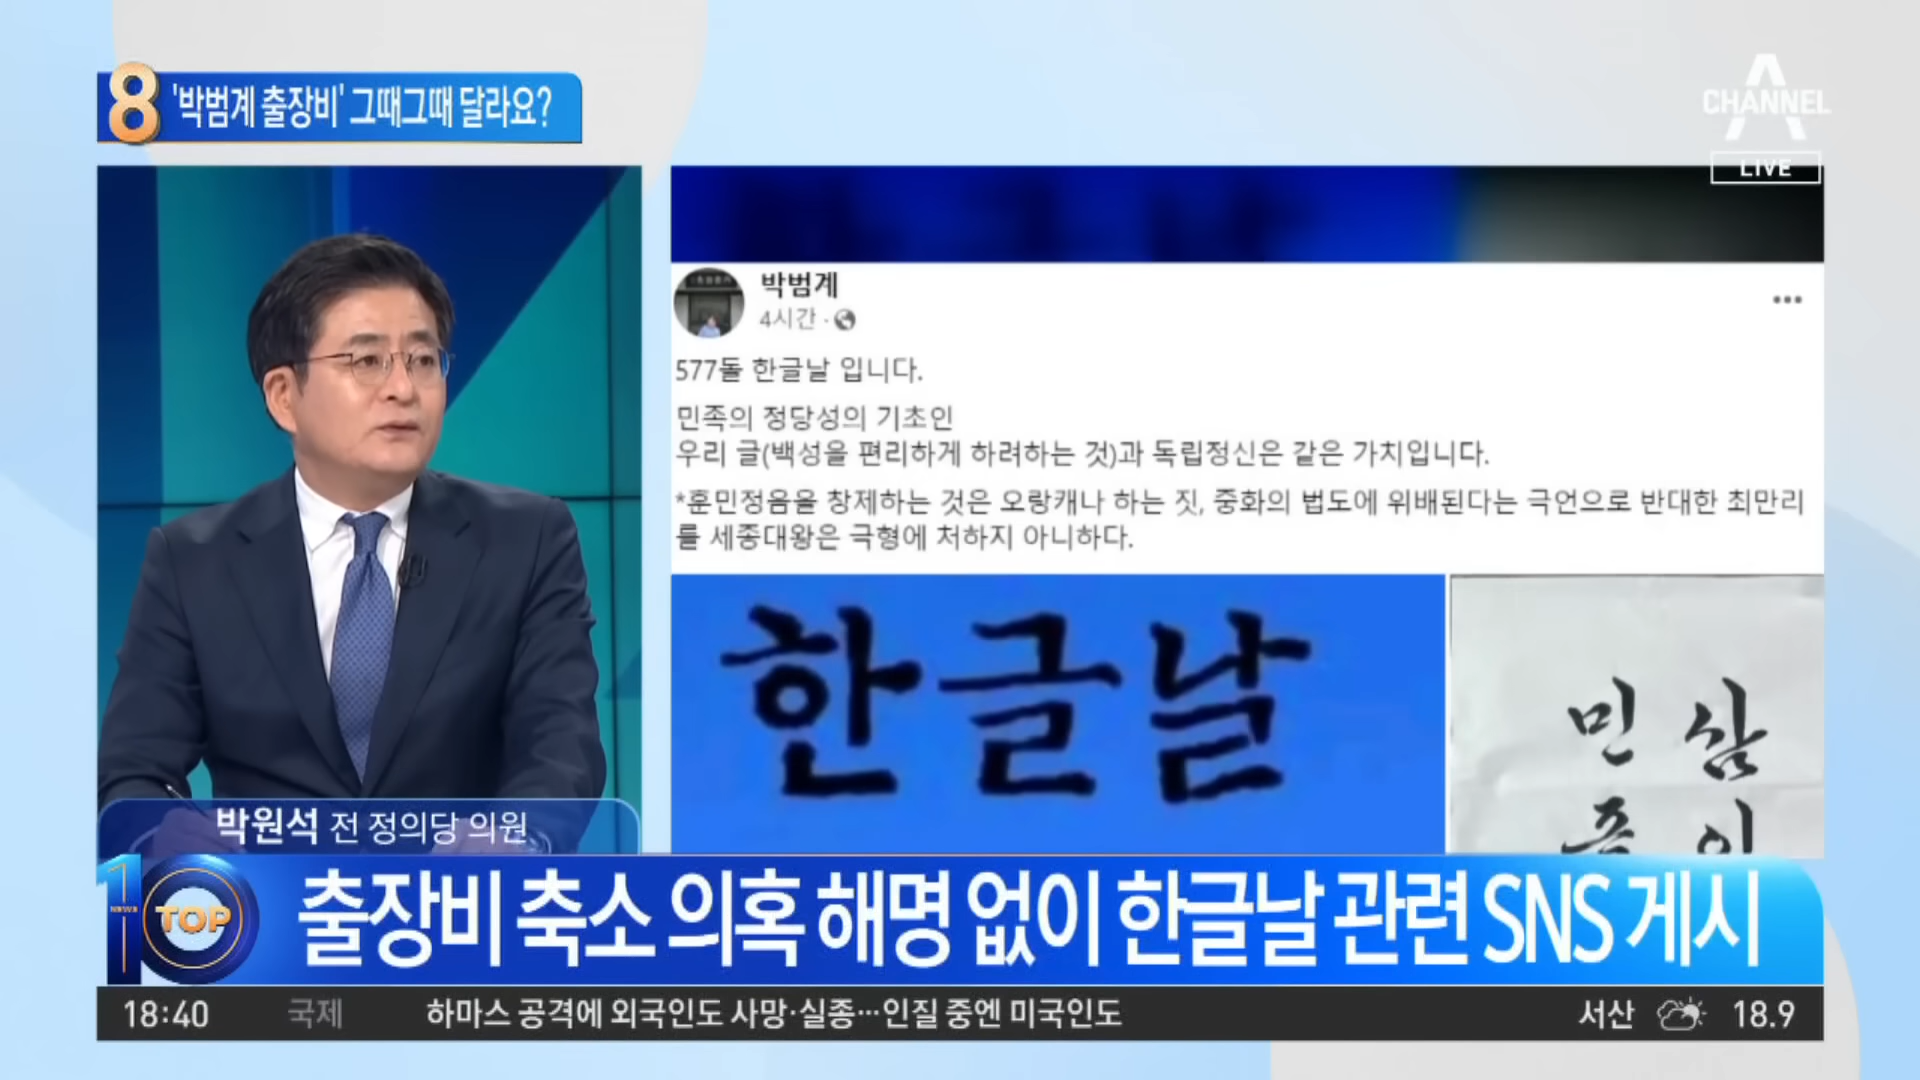 8 '박범계 출장비' 그때그때 달라요?
CHANNEL A
LIVE
박범계
4시간 ·
577돌 한글날 입니다.
민족의 정당성의 기초인
우리 글(백성을 편리하게 하려하는 것)과 독립정신은 같은 가치입니다.
*훈민정음을 창제하는 것은 오랑캐나 하는 짓, 중화의 법도에 위배된다는 극언으로 반대한 최만리
를 세종대왕은 극형에 처하지 아니하다.
한글날
민 삼
족 이
박원석 전 정의당 의원
NEWS TOP 10
출장비 축소 의혹 해명 없이 한글날 관련 SNS 게시
18:40 국제 하마스 공격에 외국인도 사망·실종…인질 중엔 미국인도 서산 18.9